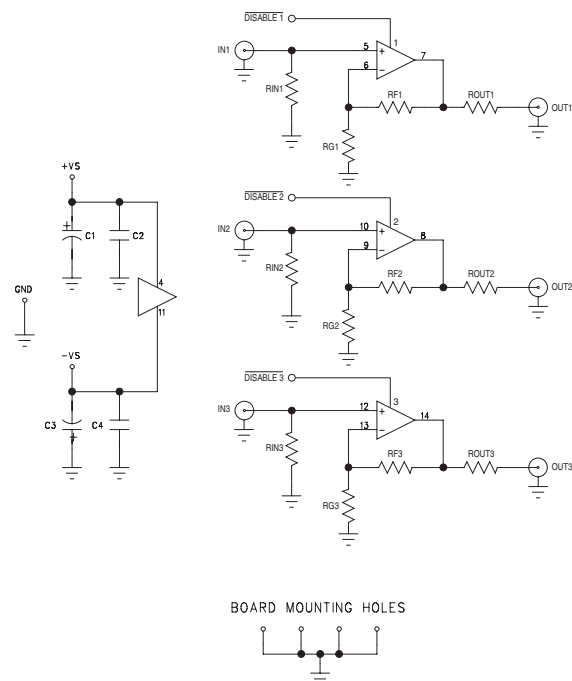 DISABLE 1
IN1
5
6
1
7
RIN1
RF1
ROUT1
OUT1
RG1
+VS
+
C1
C2
4
11
GND
-VS
C3
+
C4
DISABLE 2
IN2
10
9
2
8
RIN2
RF2
ROUT2
OUT2
RG2
DISABLE 3
IN3
12
13
3
14
RIN3
RF3
ROUT3
OUT3
RG3
BOARD MOUNTING HOLES